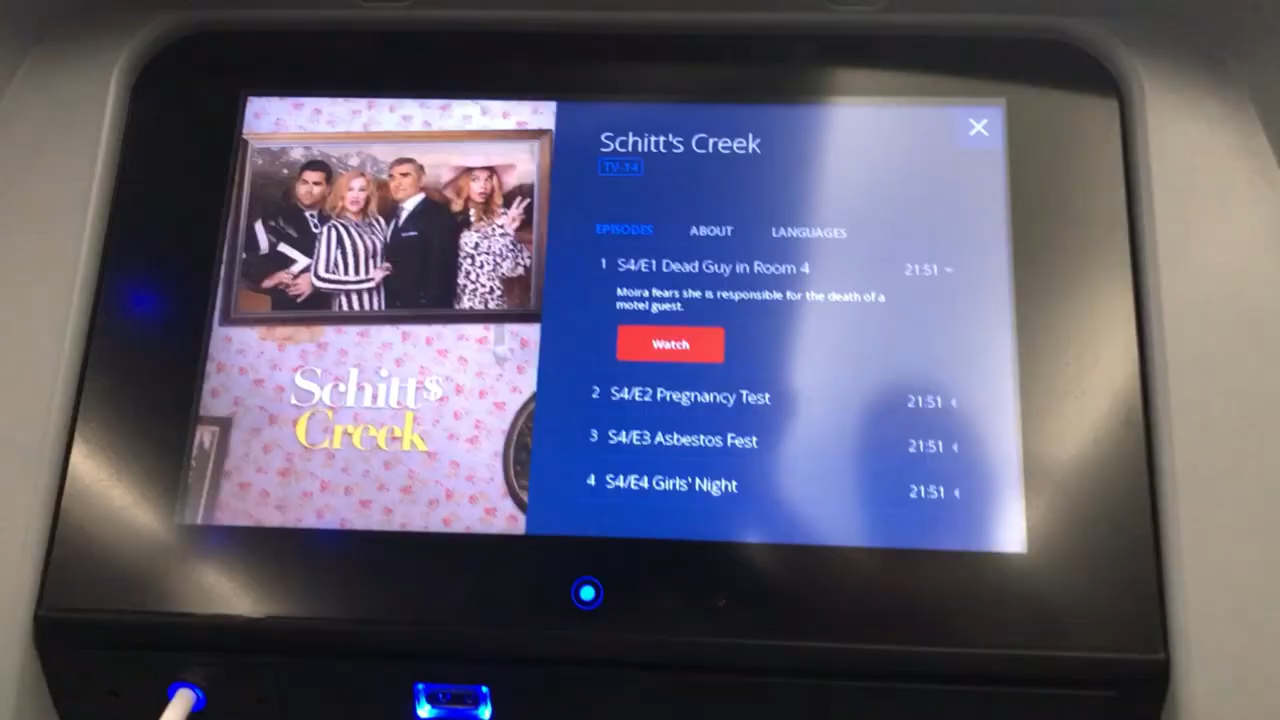 Schitt's Creek
TV-14
EPISODES ABOUT LANGUAGES
1 S4/E1 Dead Guy in Room 4 21:51
Moira fears she is responsible for the death of a
motel guest.
Watch
2 S4/E2 Pregnancy Test 21:51
3 S4/E3 Asbestos Fest 21:51
4 S4/E4 Girls' Night 21:51
Schitt$
Creek